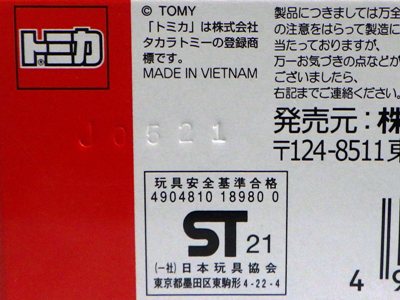 トミカ
© TOMY
「トミカ」は株式会社
タカラトミーの登録商
標です。
MADE IN VIETNAM
製品につきましては万全
の注意をはらって製造に
当たっておりますが、
万一お気づきの点などが
ございましたら、
右記までご連絡ください。
発売元:株
〒124-8511東
J0521
玩具安全基準合格
4904810 18980 0
ST 21
(一社)日本玩具協会
東京都墨田区東駒形4-22-4
4 9